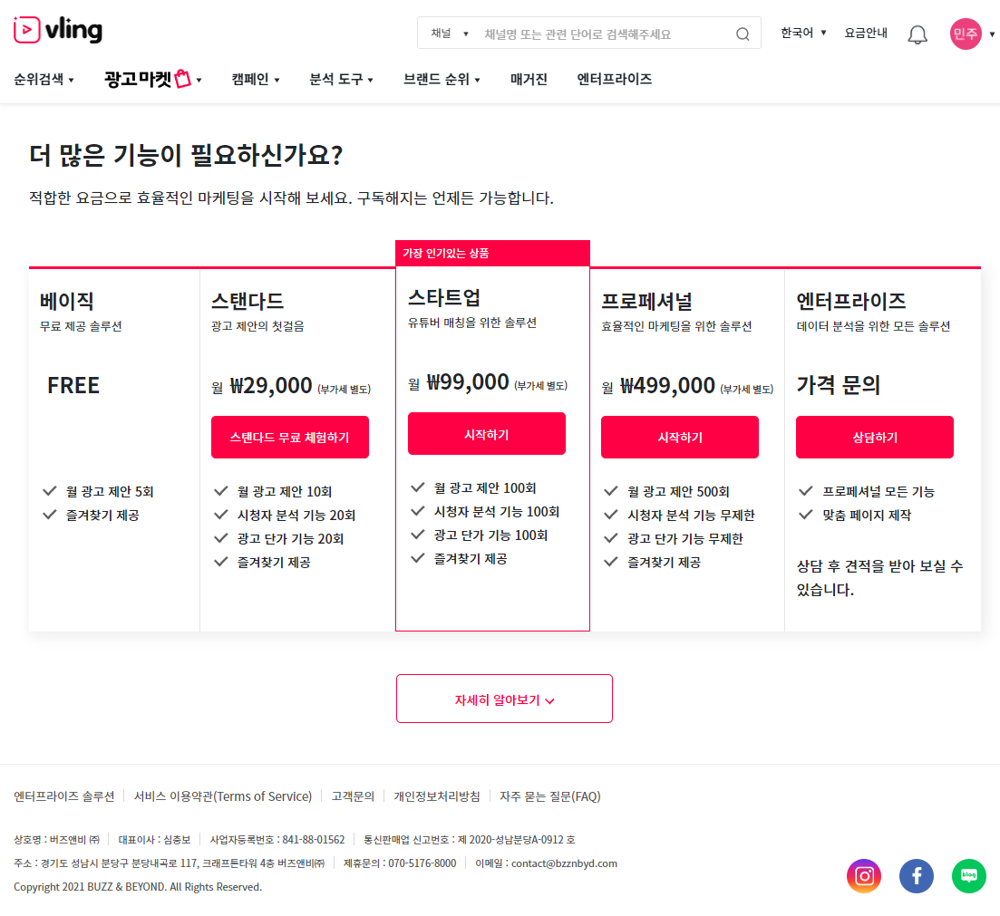 vling
채널 ▼ 채널명 또는 관련 단어로 검색해주세요
한국어 ▼ 요금안내
민주 ▼
순위검색 ▼ 광고마켓 ▼ 캠페인 ▼ 분석 도구 ▼ 브랜드 순위 ▼ 매거진 엔터프라이즈
더 많은 기능이 필요하신가요?
적합한 요금으로 효율적인 마케팅을 시작해 보세요. 구독해지는 언제든 가능합니다.
베이직
무료 제공 솔루션
FREE
월 광고 제안 5회
즐겨찾기 제공
스탠다드
광고 제안의 첫걸음
월 ₩29,000 (부가세 별도)
스탠다드 무료 체험하기
월 광고 제안 10회
시청자 분석 기능 20회
광고 단가 기능 20회
즐겨찾기 제공
가장 인기있는 상품
스타트업
유튜버 매칭을 위한 솔루션
월 ₩99,000 (부가세 별도)
시작하기
월 광고 제안 100회
시청자 분석 기능 100회
광고 단가 기능 100회
즐겨찾기 제공
프로페셔널
효율적인 마케팅을 위한 솔루션
월 ₩499,000 (부가세 별도)
시작하기
월 광고 제안 500회
시청자 분석 기능 무제한
광고 단가 기능 무제한
즐겨찾기 제공
엔터프라이즈
데이터 분석을 위한 모든 솔루션
가격 문의
상담하기
프로페셔널 모든 기능
맞춤 페이지 제작
상담 후 견적을 받아 보실 수
있습니다.
자세히 알아보기
엔터프라이즈 솔루션 서비스 이용약관(Terms of Service) 고객문의 개인정보처리방침 자주 묻는 질문(FAQ)
상호명 : 버즈앤비 ㈜ 대표이사 : 심충보 사업자등록번호 : 841-88-01562 통신판매업 신고번호 : 제 2020-성남분당A-0912 호
주소 : 경기도 성남시 분당구 분당내곡로 117, 크래프톤타워 4층 버즈앤비㈜ 제휴문의 : 070-5176-8000 이메일 : contact@bzznbyd.com
Copyright 2021 BUZZ & BEYOND. All Rights Reserved.
blog